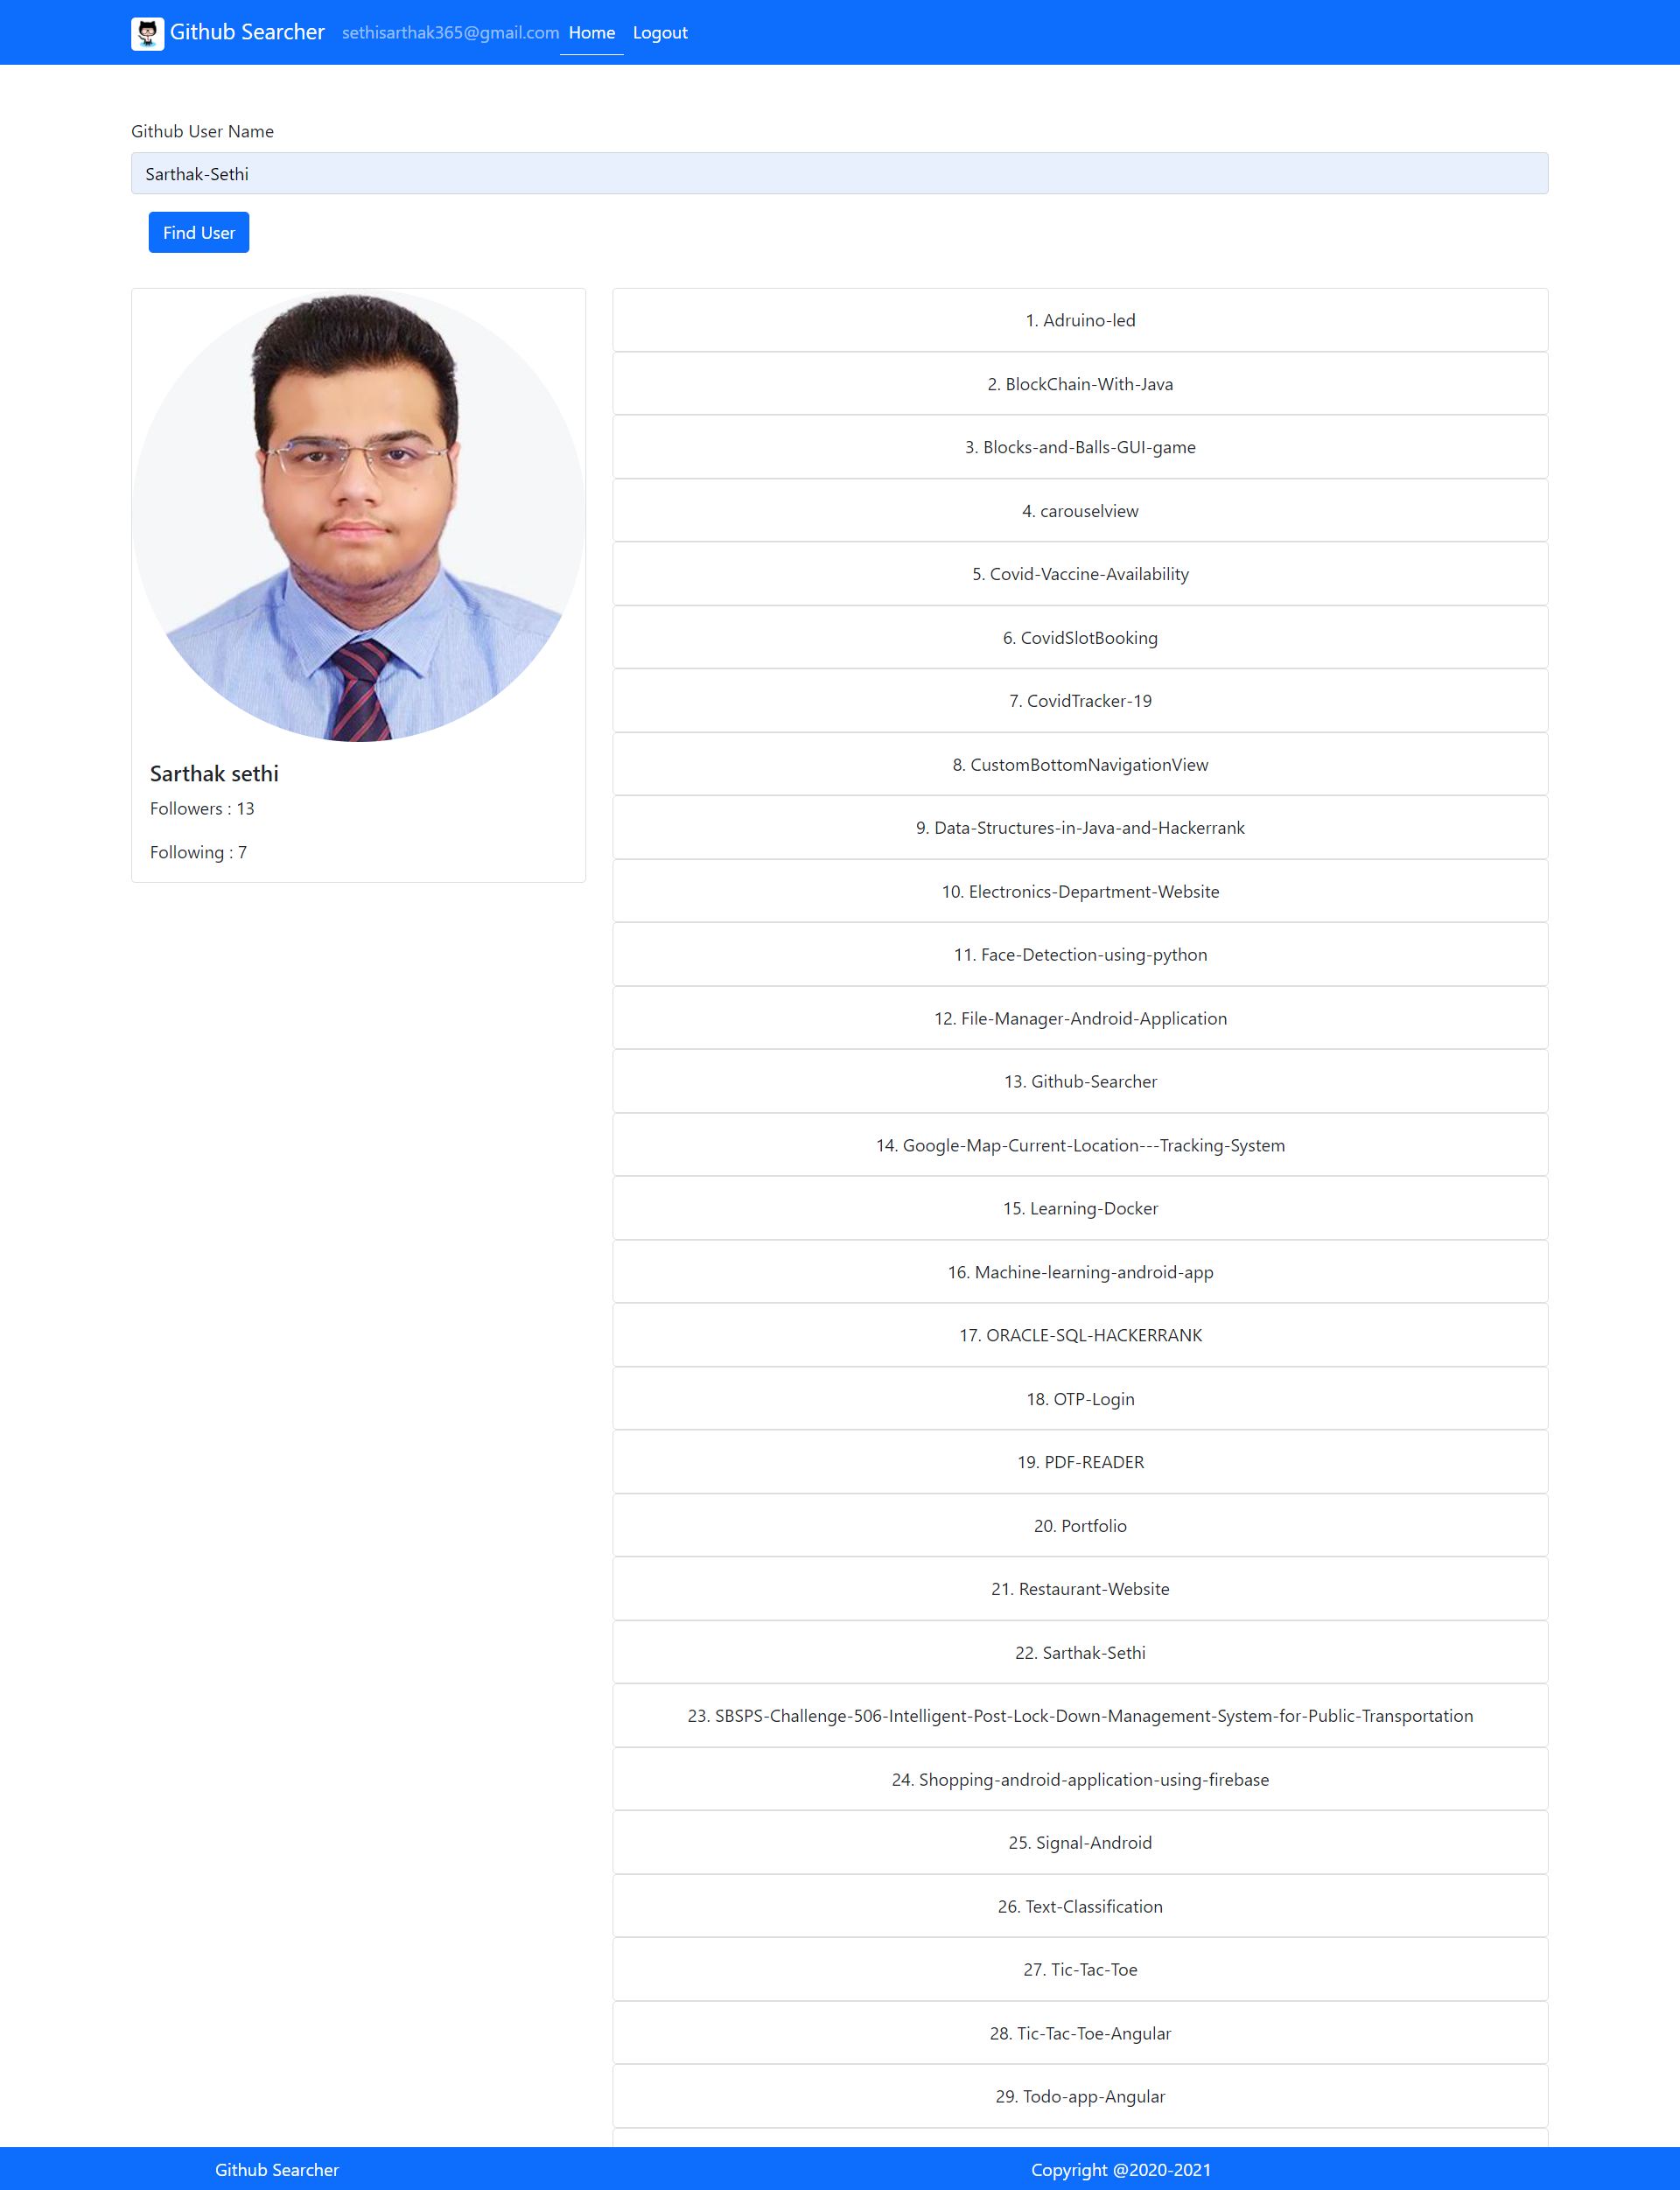 Github Searcher sethisarthak365@gmail.com Home Logout
Github User Name
Sarthak-Sethi
Find User
Sarthak sethi
Followers : 13
Following : 7
1. Adruino-led
2. BlockChain-With-Java
3. Blocks-and-Balls-GUI-game
4. carouselview
5. Covid-Vaccine-Availability
6. CovidSlotBooking
7. CovidTracker-19
8. CustomBottomNavigationView
9. Data-Structures-in-Java-and-Hackerrank
10. Electronics-Department-Website
11. Face-Detection-using-python
12. File-Manager-Android-Application
13. Github-Searcher
14. Google-Map-Current-Location---Tracking-System
15. Learning-Docker
16. Machine-learning-android-app
17. ORACLE-SQL-HACKERRANK
18. OTP-Login
19. PDF-READER
20. Portfolio
21. Restaurant-Website
22. Sarthak-Sethi
23. SBSPS-Challenge-506-Intelligent-Post-Lock-Down-Management-System-for-Public-Transportation
24. Shopping-android-application-using-firebase
25. Signal-Android
26. Text-Classification
27. Tic-Tac-Toe
28. Tic-Tac-Toe-Angular
29. Todo-app-Angular
Github Searcher Copyright @2020-2021